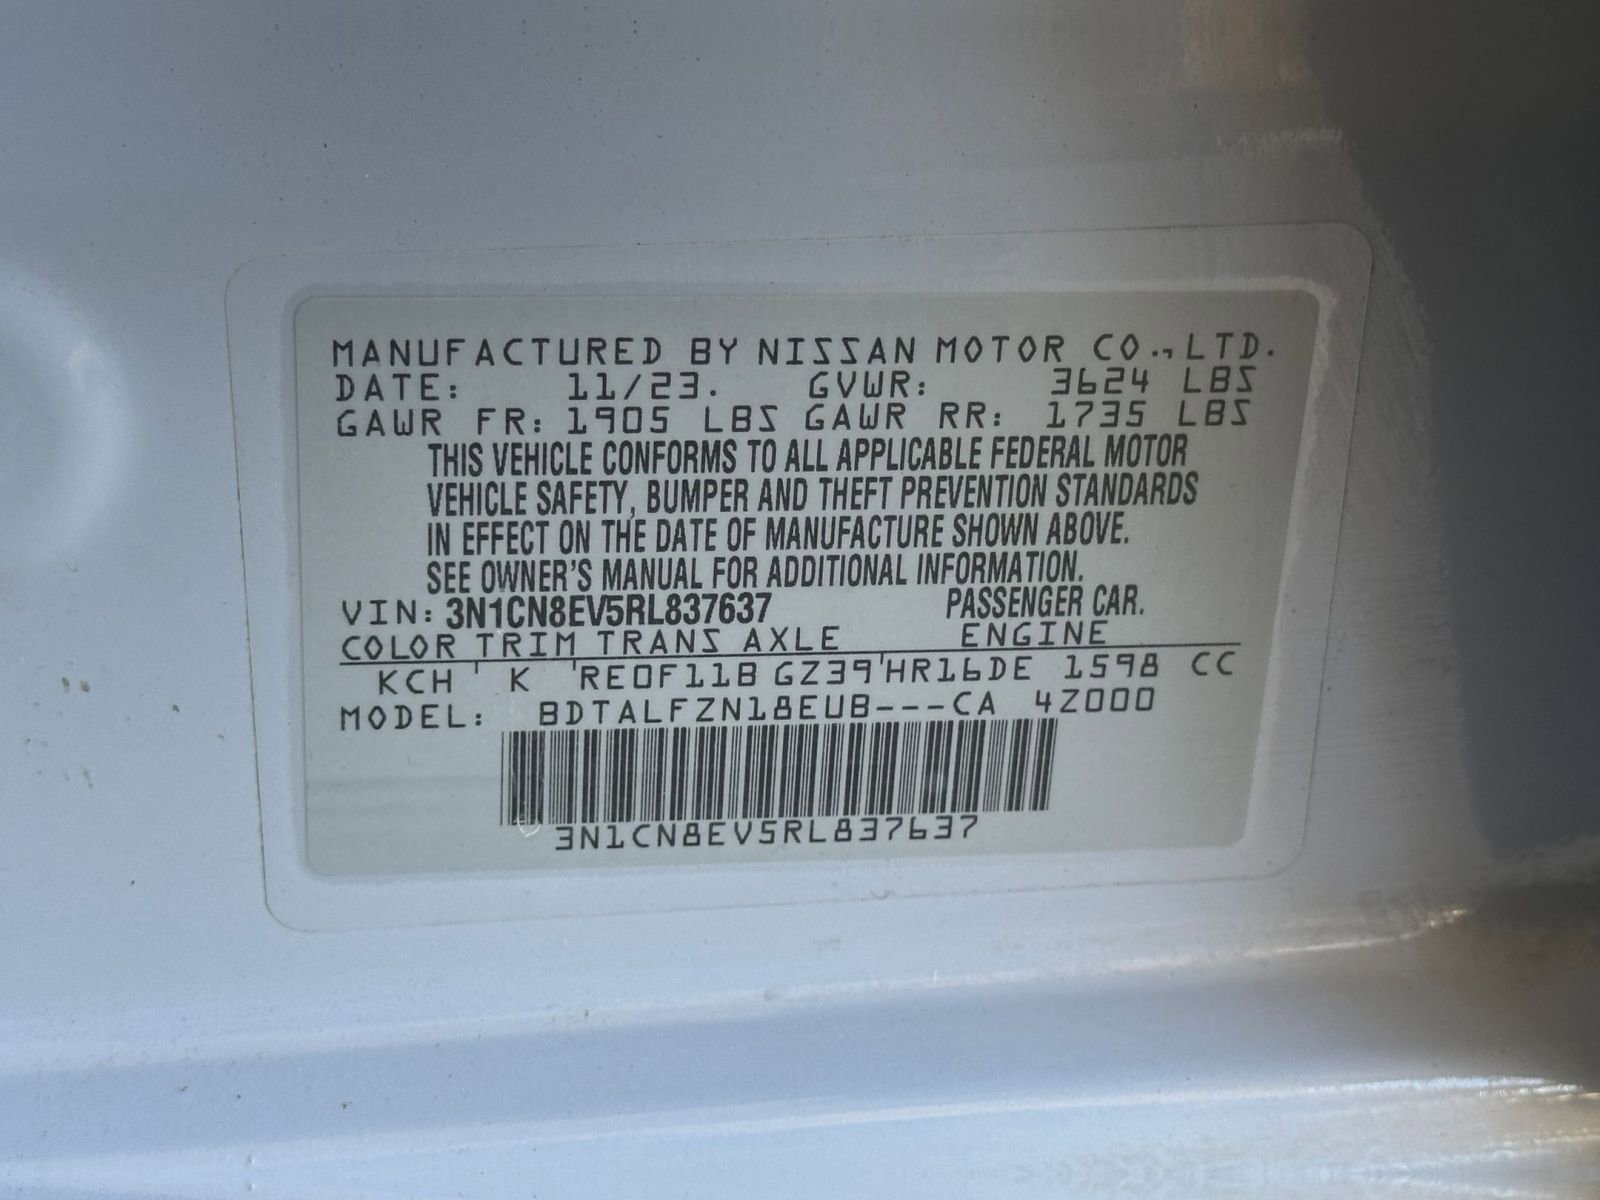 MANUFACTURED BY NISSAN MOTOR CO., LTD.
DATE: 11/23. GVWR: 3624 LBS
GAWR FR: 1905 LBS GAWR RR: 1735 LBS
THIS VEHICLE CONFORMS TO ALL APPLICABLE FEDERAL MOTOR
VEHICLE SAFETY, BUMPER AND THEFT PREVENTION STANDARDS
IN EFFECT ON THE DATE OF MANUFACTURE SHOWN ABOVE.
SEE OWNER'S MANUAL FOR ADDITIONAL INFORMATION.
VIN: 3N1CN8EV5RL837637 PASSENGER CAR.
COLOR TRIM TRANS AXLE ENGINE
KCH ' K 'RE0F11B GZ39'HR16DE 1598 CC
MODEL: BDTALFZN18EUB---CA 4Z000
3N1CN8EV5RL837637